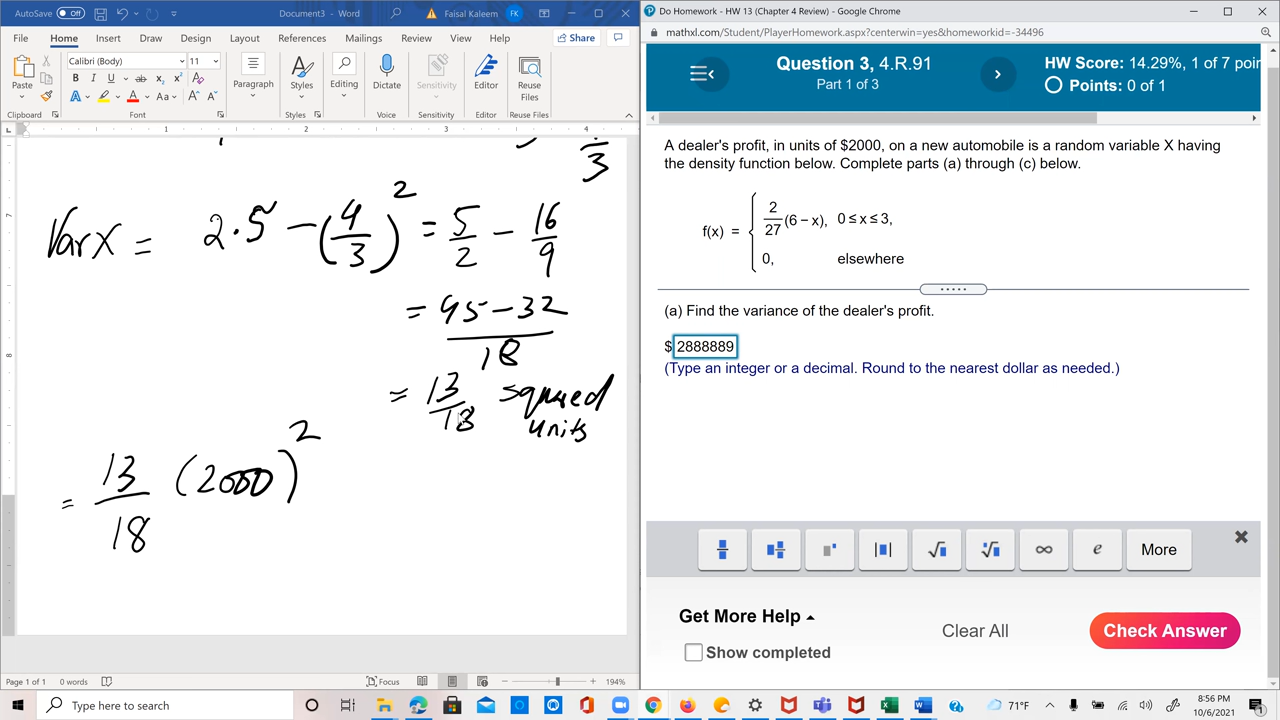 AutoSave Off Document3 - Word Faisal Kaleem FK
File Home Insert Draw Design Layout References Mailings Review View Help Share
Paste Calibri (Body) 11 Paragraph Styles Editing Dictate Sensitivity Editor Reuse Files
Clipboard Font Styles Voice Sensitivity Editor Reuse Files
1 2 3 4
3
Var X = 2.5 - (4/3)^2 = 5/2 - 16/9
= 45 - 32 / 18
= 13/18 squared units
= 13/18 (2000)^2
Page 2 of 2 0 words Focus 194%
Do Homework - HW 13 (Chapter 4 Review) - Google Chrome
mathxl.com/Student/PlayerHomework.aspx?centerwin=yes&homeworkid=-34496
Question 3, 4.R.91
Part 1 of 3
HW Score: 14.29%, 1 of 7 poin
Points: 0 of 1
A dealer's profit, in units of $2000, on a new automobile is a random variable X having
the density function below. Complete parts (a) through (c) below.
f(x) = 2/27 (6 − x), 0 ≤ x ≤ 3,
0, elsewhere
(a) Find the variance of the dealer's profit.
$ 2888889
(Type an integer or a decimal. Round to the nearest dollar as needed.)
∞ e More
Get More Help
Clear All
Check Answer
Show completed
Type here to search
71°F
8:56 PM
10/6/2021